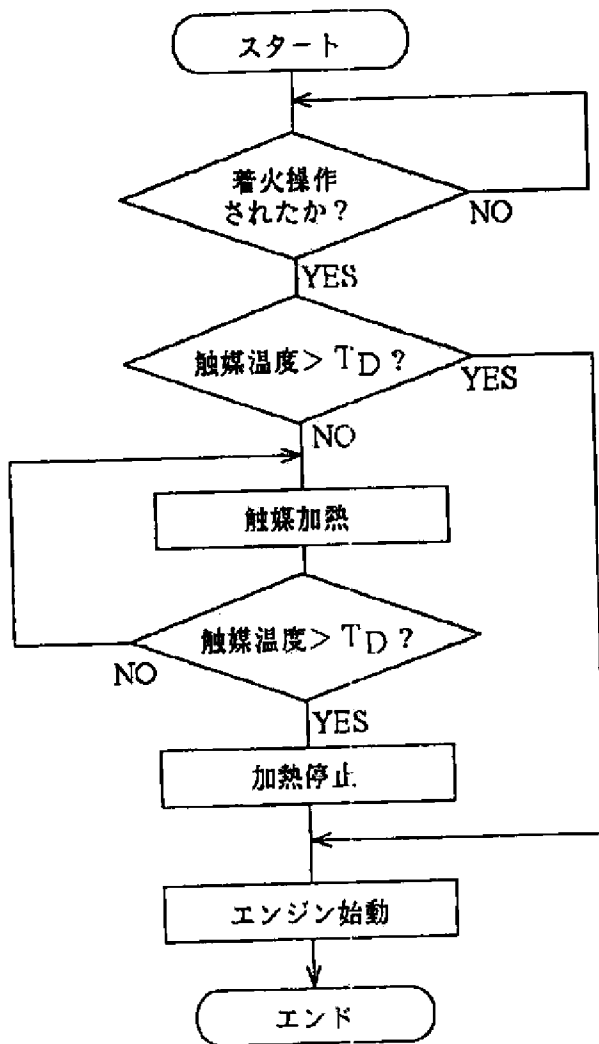 スタート
着火操作
されたか?
NO
YES
触媒温度> TD ?
YES
NO
触媒加熱
触媒温度> TD ?
NO
YES
加熱停止
エンジン始動
エンド